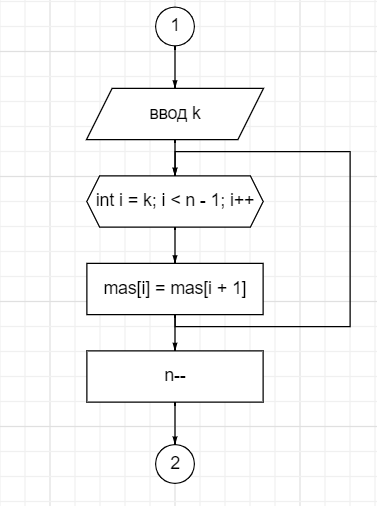 1
ввод k
int i = k; i < n - 1; i++
mas[i] = mas[i + 1]
n--
2